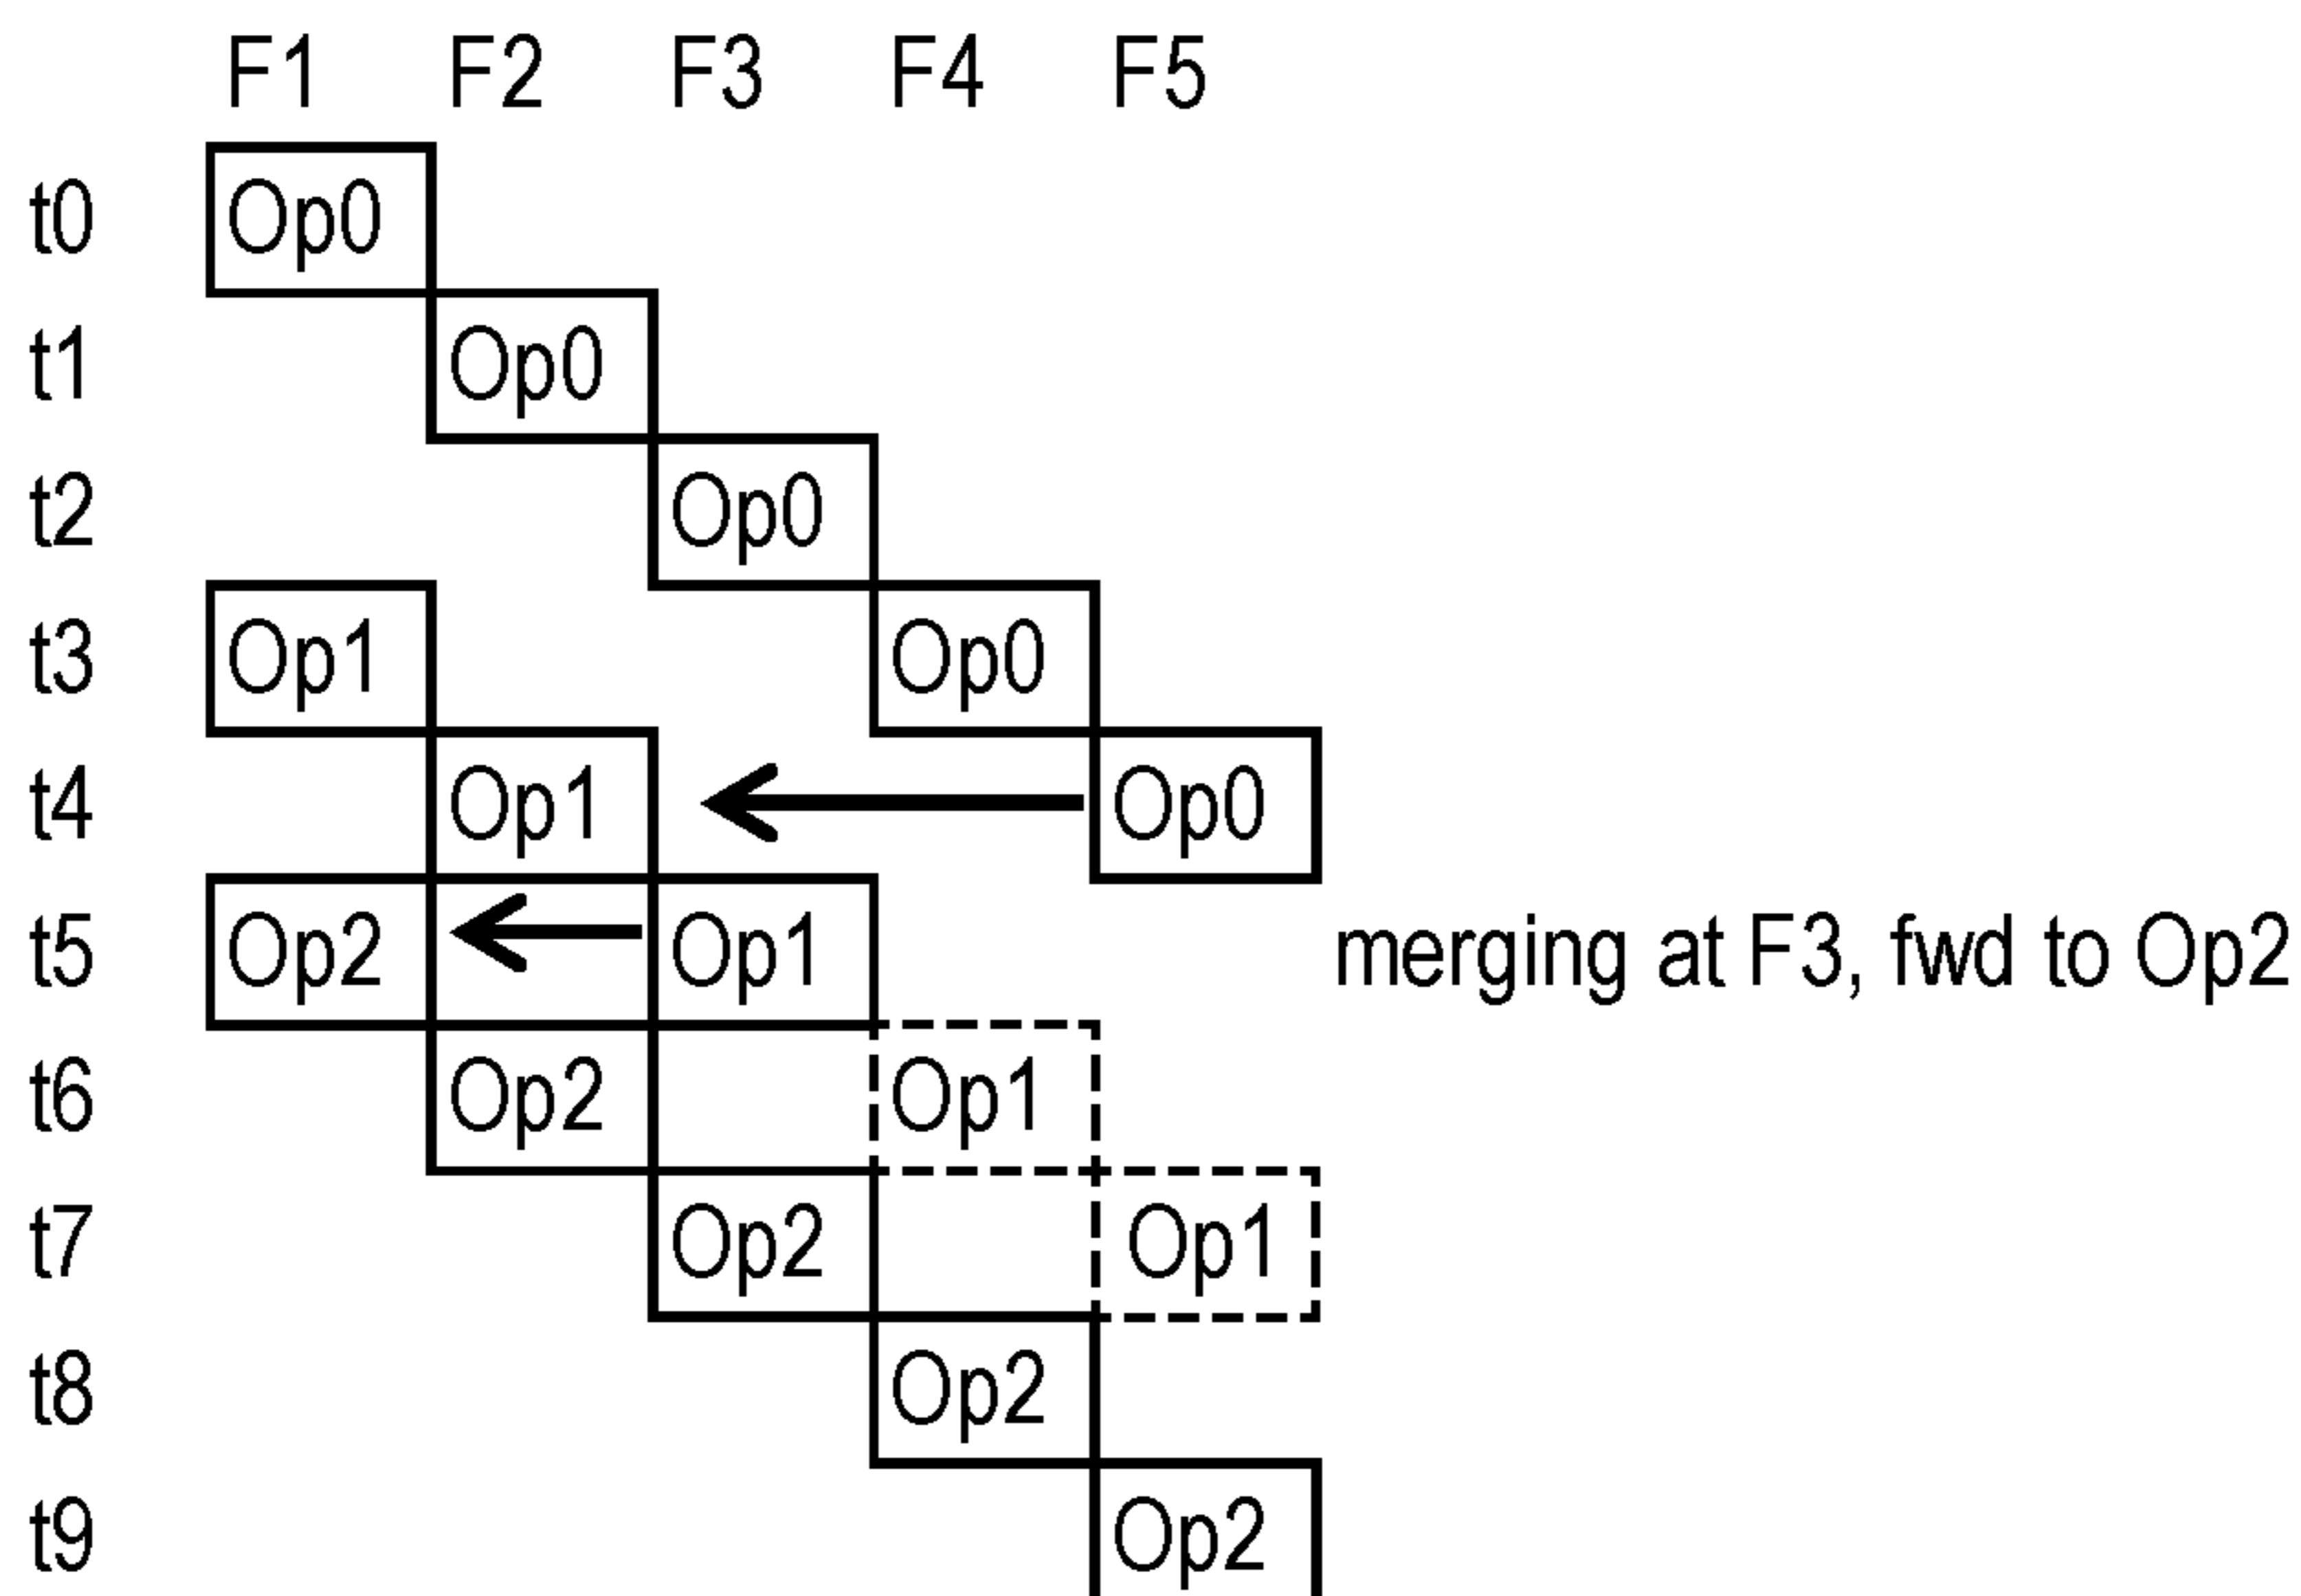 F1 F2 F3 F4 F5
t0 Op0
t1 Op0
t2 Op0
t3 Op1 Op0
t4 Op1 Op0
t5 Op2 Op1 merging at F3, fwd to Op2
t6 Op2 Op1
t7 Op2 Op1
t8 Op2
t9 Op2